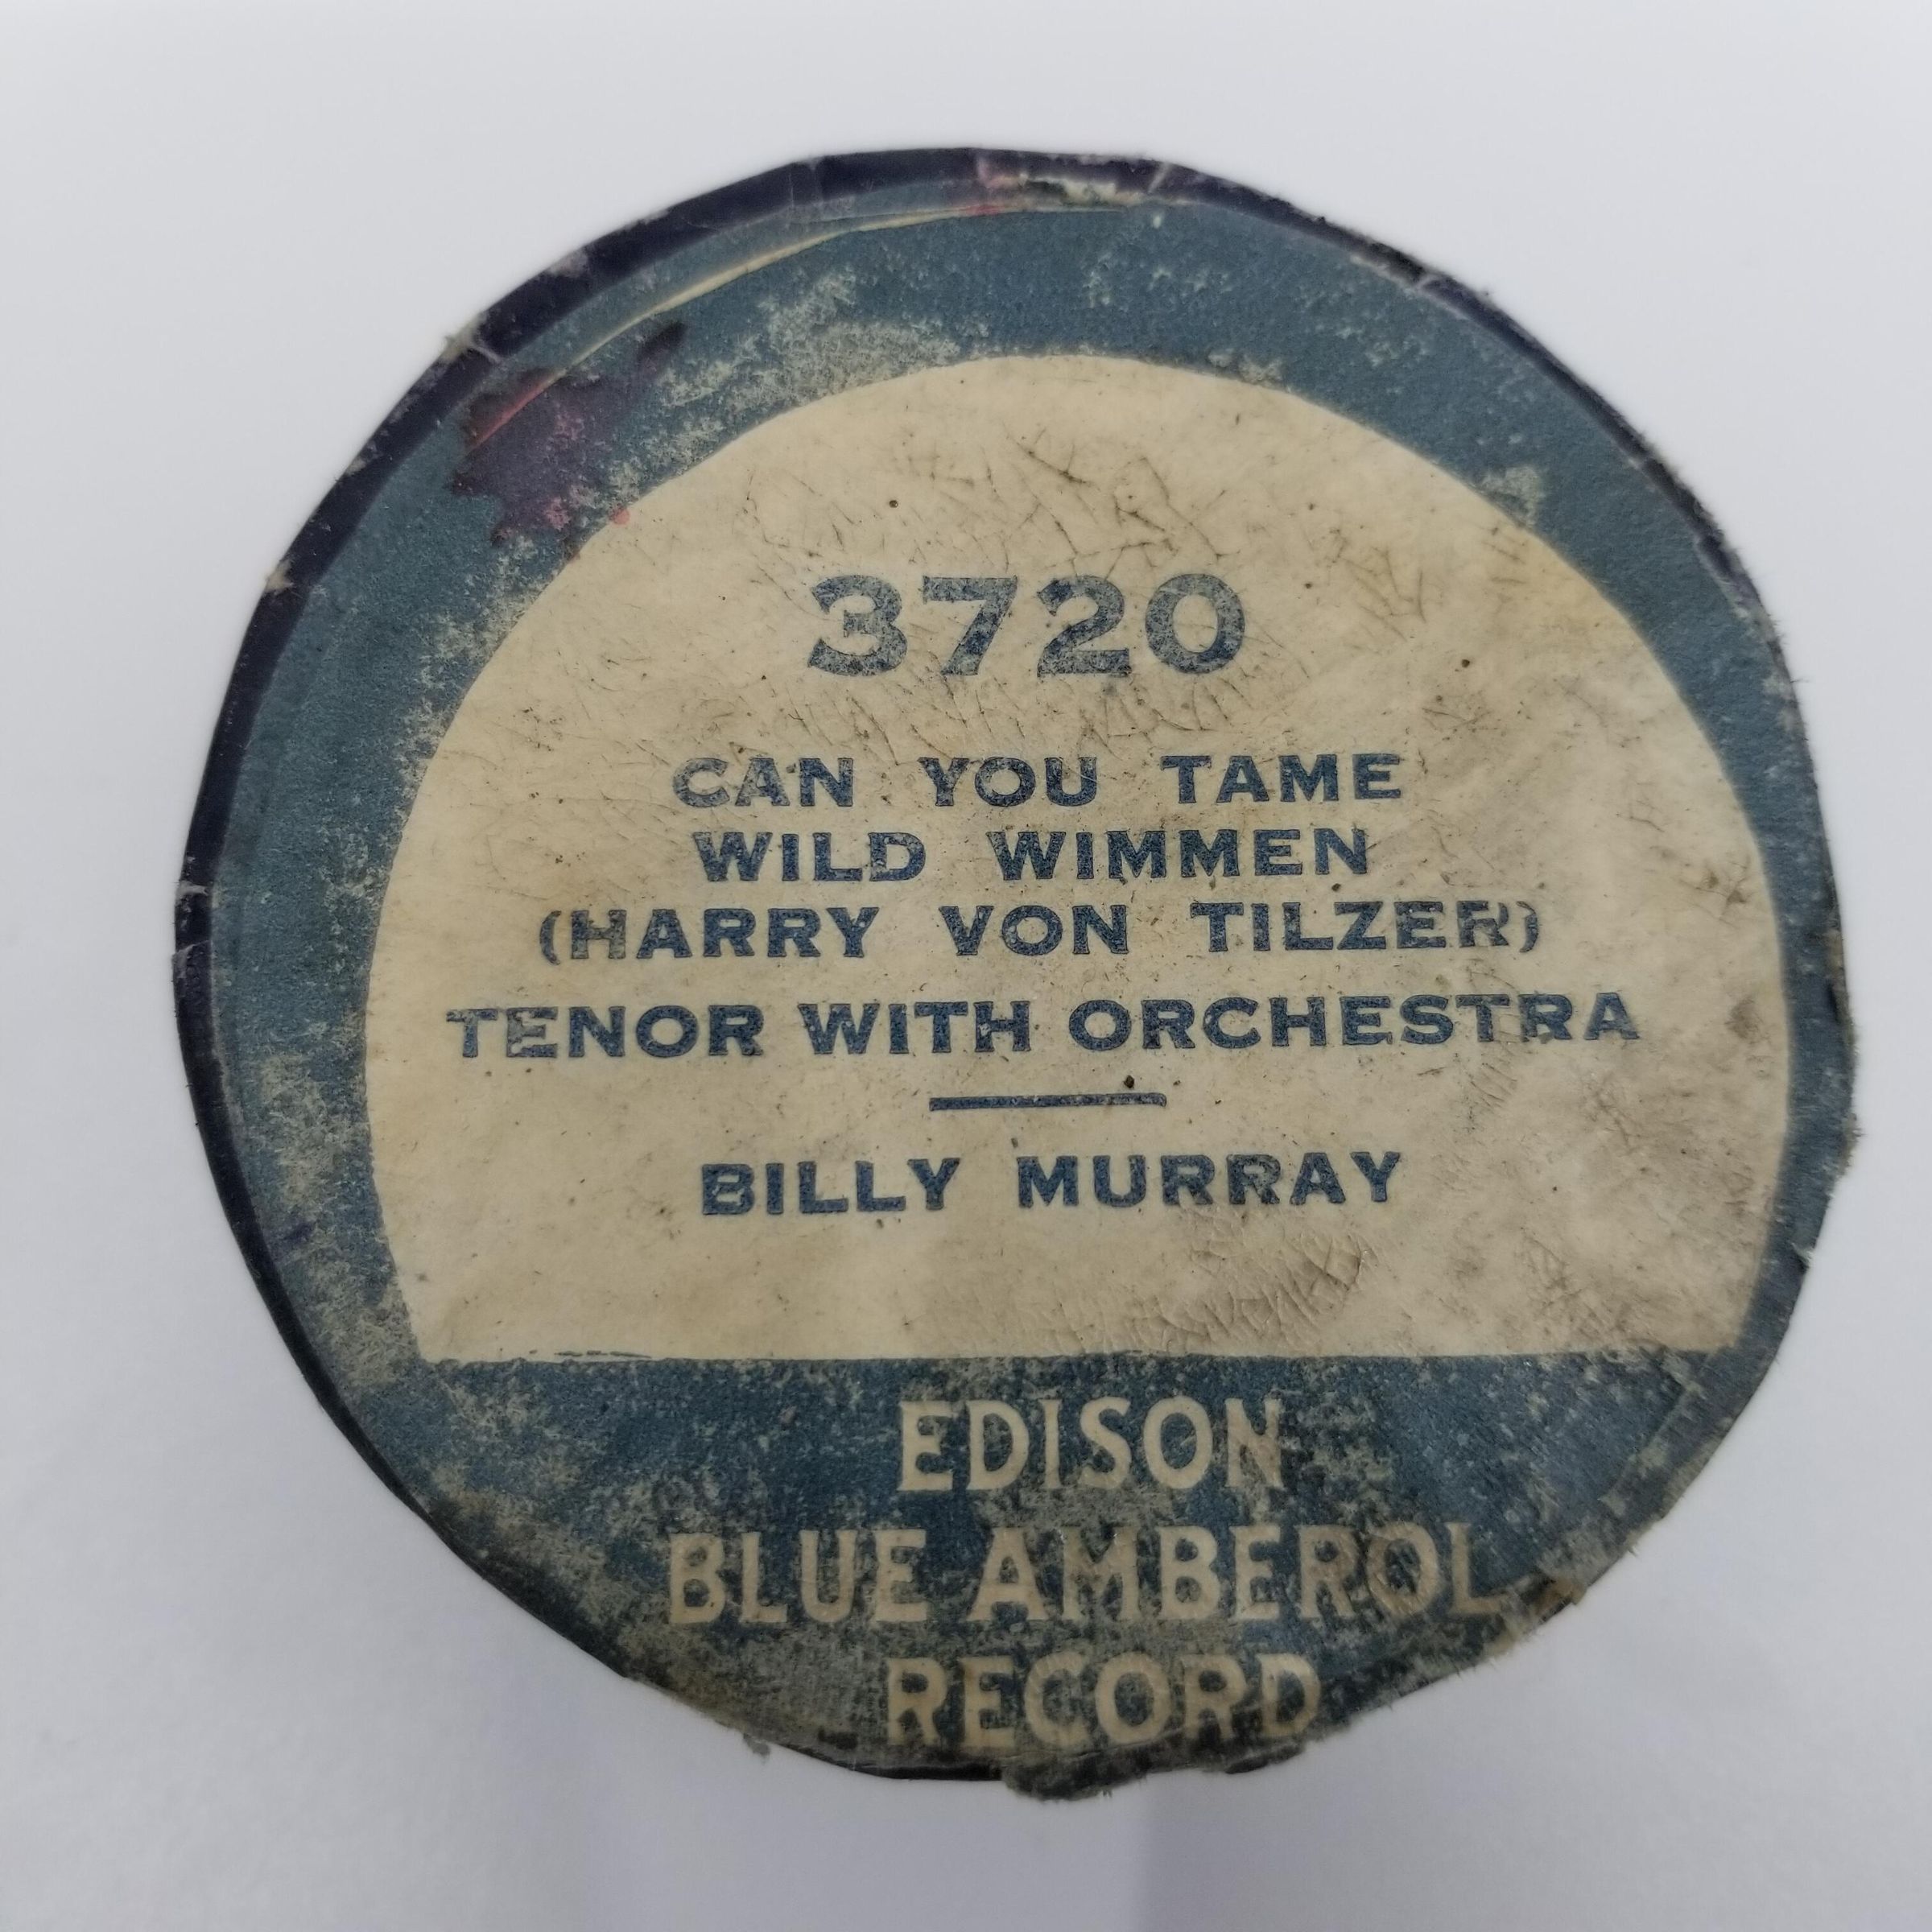 3720
CAN YOU TAME
WILD WIMMEN
(HARRY VON TILZER)
TENOR WITH ORCHESTRA
BILLY MURRAY
EDISON
BLUE AMBEROL
RECORD